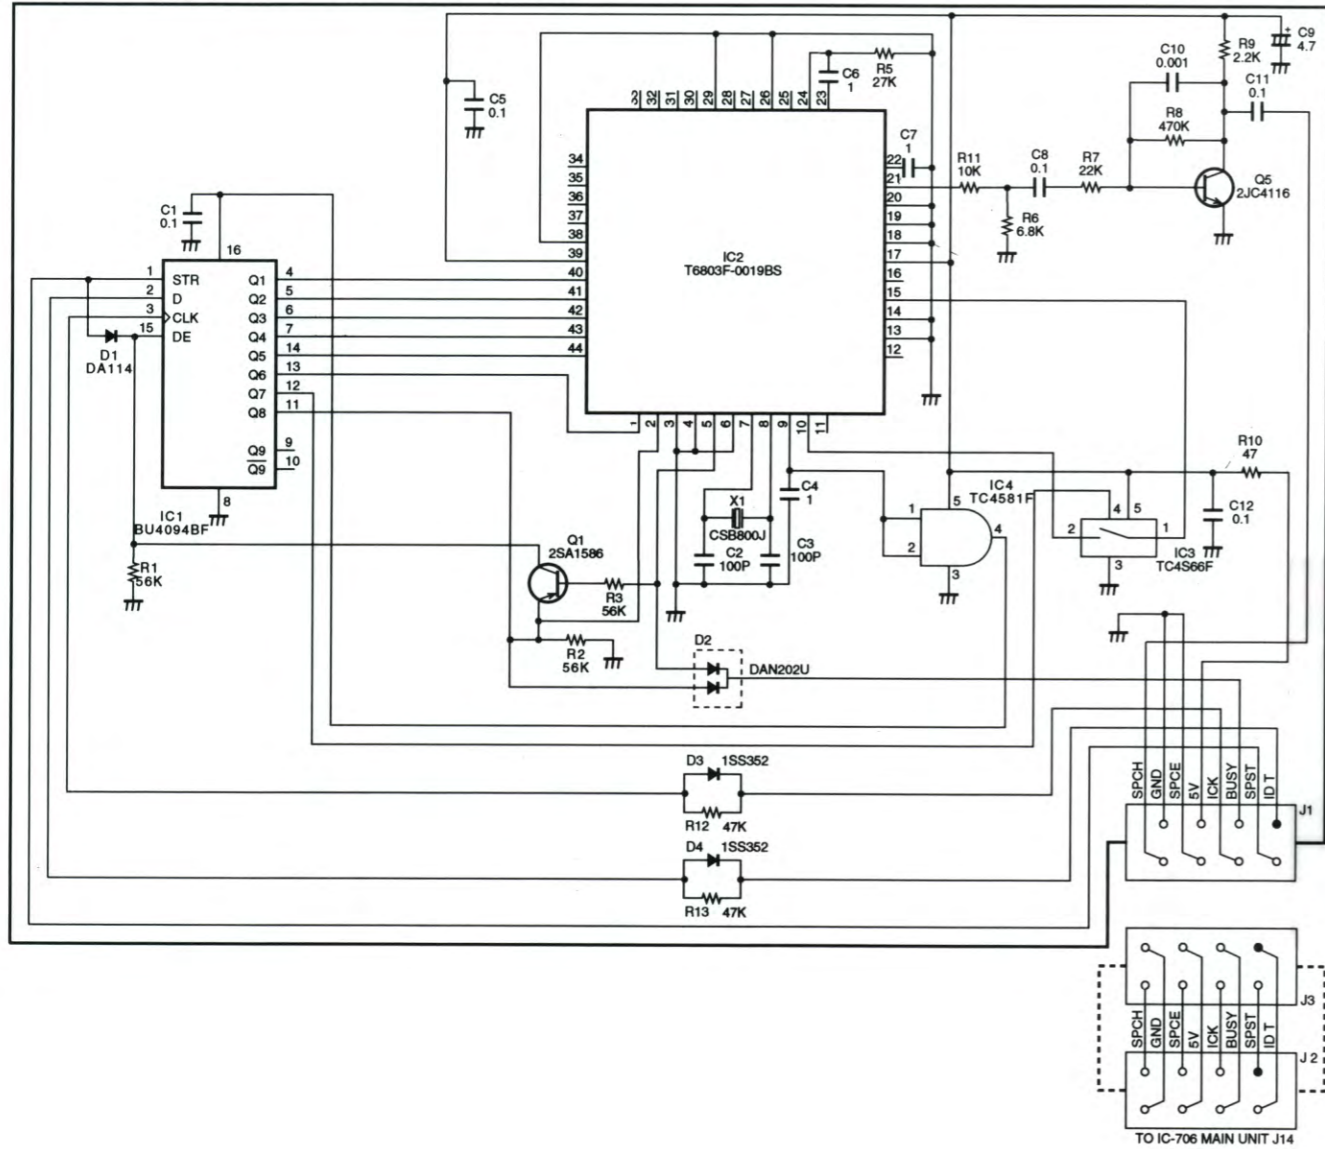 C9
4.7
R9
2.2K
C10
0.001
C11
0.1
R8
470K
C6
1
R5
27K
C5
0.1
32
31
30
29
28
27
26
25
24
23
34
35
36
37
38
39
40
41
42
43
44
C7
1
22
21
20
19
18
17
16
15
14
13
12
R11
10K
C8
0.1
R7
22K
R6
6.8K
Q5
2JC4116
IC2
T6803F-0019BS
1
2
3
4
5
6
7
8
9
10
11
C1
0.1
16
1 STR Q1 4
2 D Q2 5
3 CLK Q3 6
15 DE Q4 7
Q5 14
Q6 13
Q7 12
Q8 11
Q9 9
Q9 10
8
D1
DA114
IC1
BU4094BF
R1
56K
Q1
2SA1586
R3
56K
R2
56K
X1
CSB800J
C2
100P
C3
100P
C4
1
IC4
TC4581F
1
2
5
4
3
R10
47
C12
0.1
4
5
2
1
3
IC3
TC4S66F
D2
DAN202U
D3 1SS352
R12 47K
D4 1SS352
R13 47K
SPCH
GND
SPCE
5V
ICK
BUSY
SPST
IDT
J1
J3
SPCH
GND
SPCE
5V
ICK
BUSY
SPST
IDT
J2
TO IC-706 MAIN UNIT J14